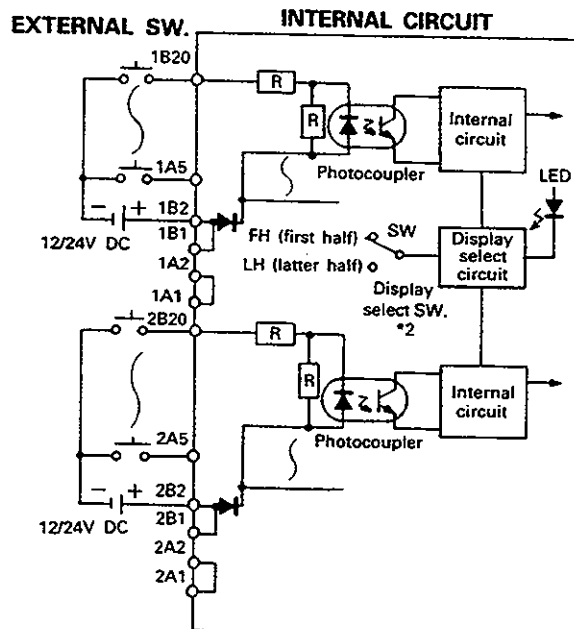 EXTERNAL SW.
INTERNAL CIRCUIT
1B20
R
R
Internal
circuit
Photocoupler
1A5
LED
- +
12/24V DC
1B2
1B1
1A2
1A1
FH (first half)
SW
LH (latter half)
Display
select SW.
*2
Display
select
circuit
2B20
R
R
Internal
circuit
Photocoupler
2A5
- +
12/24V DC
2B2
2B1
2A2
2A1